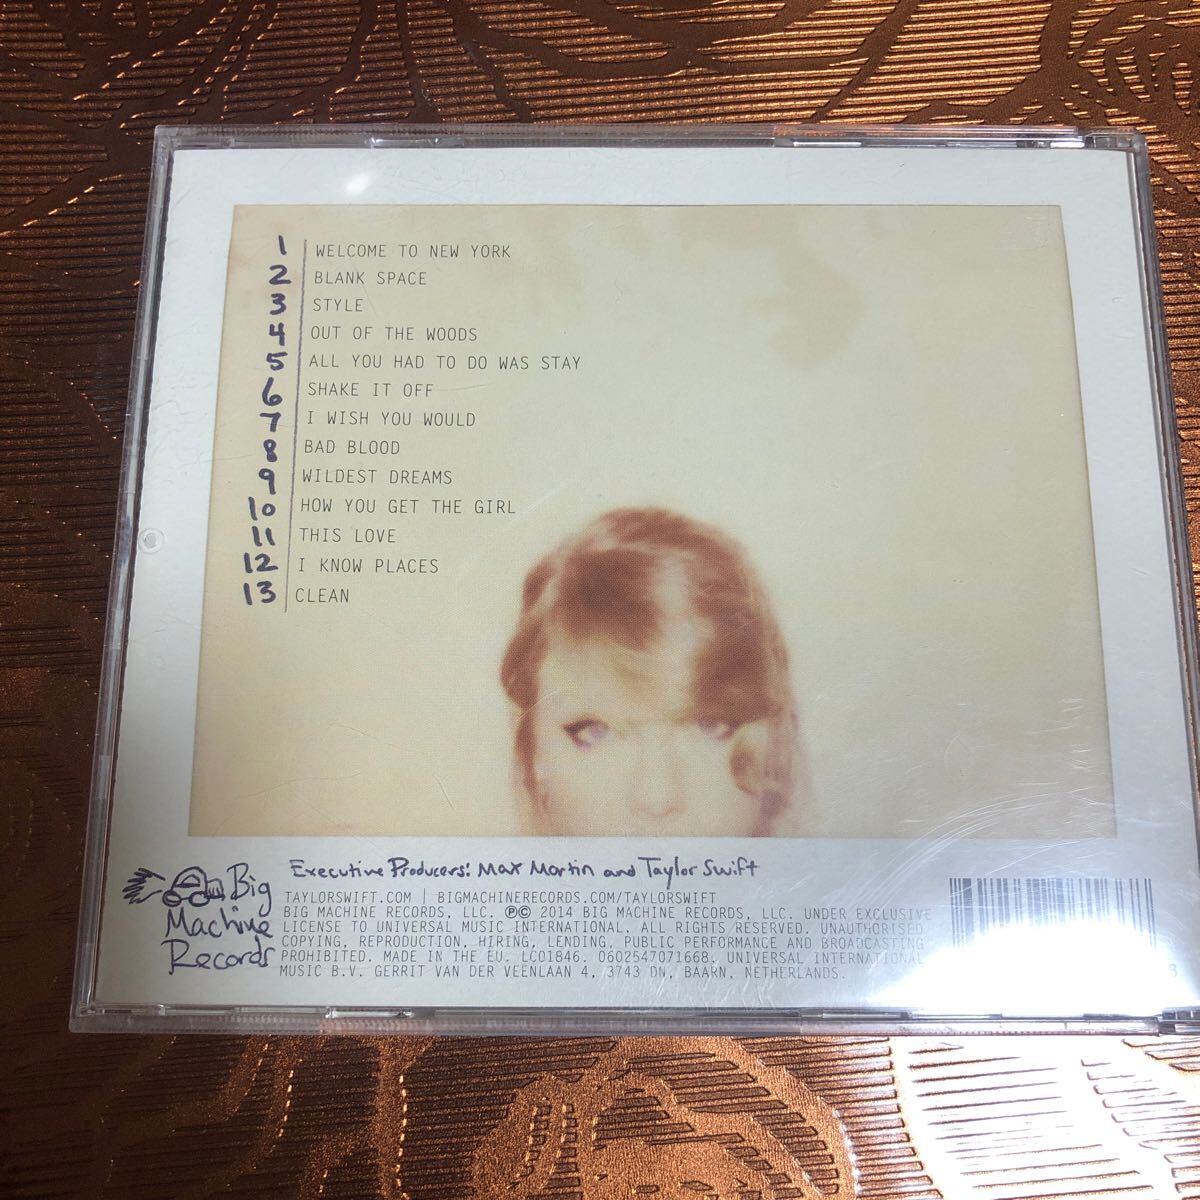 1 WELCOME TO NEW YORK
2 BLANK SPACE
3 STYLE
4 OUT OF THE WOODS
5 ALL YOU HAD TO DO WAS STAY
6 SHAKE IT OFF
7 I WISH YOU WOULD
8 BAD BLOOD
9 WILDEST DREAMS
10 HOW YOU GET THE GIRL
11 THIS LOVE
12 I KNOW PLACES
13 CLEAN
Big
Machine
Records
Executive Producers: Max Martin and Taylor Swift
TAYLORSWIFT.COM | BIGMACHINERECORDS.COM/TAYLORSWIFT
BIG MACHINE RECORDS, LLC. ℗© 2014 BIG MACHINE RECORDS, LLC. UNDER EXCLUSIVE
LICENSE TO UNIVERSAL MUSIC INTERNATIONAL. ALL RIGHTS RESERVED. UNAUTHORISED
COPYING, REPRODUCTION, HIRING, LENDING, PUBLIC PERFORMANCE AND BROADCASTING
PROHIBITED. MADE IN THE EU. LC01846. 0602547071668. UNIVERSAL INTERNATIONAL
MUSIC B.V. GERRIT VAN DER VEENLAAN 4, 3743 DN, BAARN, NETHERLANDS.